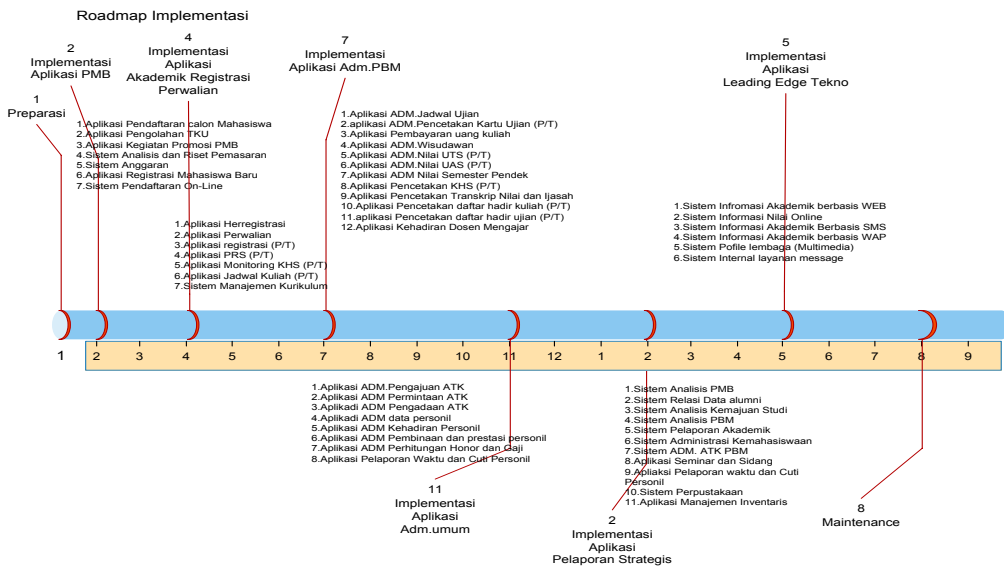 Roadmap Implementasi
1
Preparasi
2
Implementasi
Aplikasi PMB
4
Implementasi
Aplikasi
Akademik Registrasi
Perwalian
7
Implementasi
Aplikasi Adm.PBM
5
Implementasi
Aplikasi
Leading Edge Tekno
1.Aplikasi Pendaftaran calon Mahasiswa
2.aplikasi Pengolahan TKU
3.Aplikasi Kegiatan Promosi PMB
4.Sistem Analisis dan Riset Pemasaran
5.Sistem Anggaran
6.Aplikasi Registrasi Mahasiswa Baru
7.Sistem Pendaftaran On-Line
1.Aplikasi Herregistrasi
2.Aplikasi Perwalian
3.Aplikasi registrasi (P/T)
4.Aplikasi PRS (P/T)
5.Aplikasi Monitoring KHS (P/T)
6.Aplikasi Jadwal Kuliah (P/T)
7.Sistem Manajemen Kurikulum
1.Aplikasi ADM.Jadwal Ujian
2.aplikasi ADM.Pencetakan Kartu Ujian (P/T)
3.Aplikasi Pembayaran uang kuliah
4.Aplikasi ADM.Wisudawan
5.Aplikasi ADM.Nilai UTS (P/T)
6.Aplikasi ADM.Nilai UAS (P/T)
7.Aplikasi ADM Nilai Semester Pendek
8.Aplikasi Pencetakan KHS (P/T)
9.Aplikasi Pencetakan Transkrip Nilai dan Ijasah
10.Aplikasi Pencetakan daftar hadir kuliah (P/T)
11.aplikasi Pencetakan daftar hadir ujian (P/T)
12.Aplikasi Kehadiran Dosen Mengajar
1.Sistem Infromasi Akademik berbasis WEB
2.Sistem Informasi Nilai Online
3.Sistem Informasi Akademik Berbasis SMS
4.Sistem Informasi Akademik berbasis WAP
5.Sistem Pofile lembaga (Multimedia)
6.Sistem Internal layanan message
1 2 3 4 5 6 7 8 9 10 11 12 1 2 3 4 5 6 7 8 9
1.Aplikasi ADM.Pengajuan ATK
2.Aplikasi ADM Permintaan ATK
3.Aplikasi ADM Pengadaan ATK
4.Aplikadi ADM data personil
5.Aplikasi ADM Kehadiran Personil
6.Aplikasi ADM Pembinaan dan prestasi personil
7.Aplikasi ADM Perhitungan Honor dan Gaji
8.Aplikasi Pelaporan Waktu dan Cuti Personil
1.Sistem Analisis PMB
2.Sistem Relasi Data alumni
3.Sistem Analisis Kemajuan Studi
4.Sistem Analisis PBM
5.Sistem Pelaporan Akademik
6.Sistem Administrasi Kemahasiswaan
7.Sistem ADM. ATK PBM
8.Aplikasi Seminar dan Sidang
9.Apliaksi Pelaporan waktu dan Cuti
Personil
10.Sistem Perpustakaan
11.Aplikasi Manajemen Inventaris
11
Implementasi
Aplikasi
Adm.umum
2
Implementasi
Aplikasi
Pelaporan Strategis
8
Maintenance